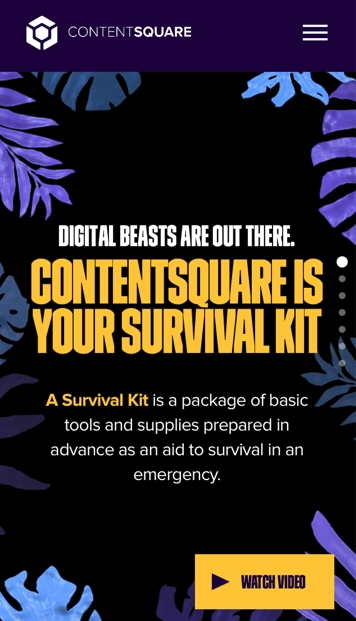 CONTENTSQUARE
DIGITAL BEASTS ARE OUT THERE.
CONTENTSQUARE IS
YOUR SURVIVAL KIT
A Survival Kit is a package of basic
tools and supplies prepared in
advance as an aid to survival in an
emergency.
WATCH VIDEO